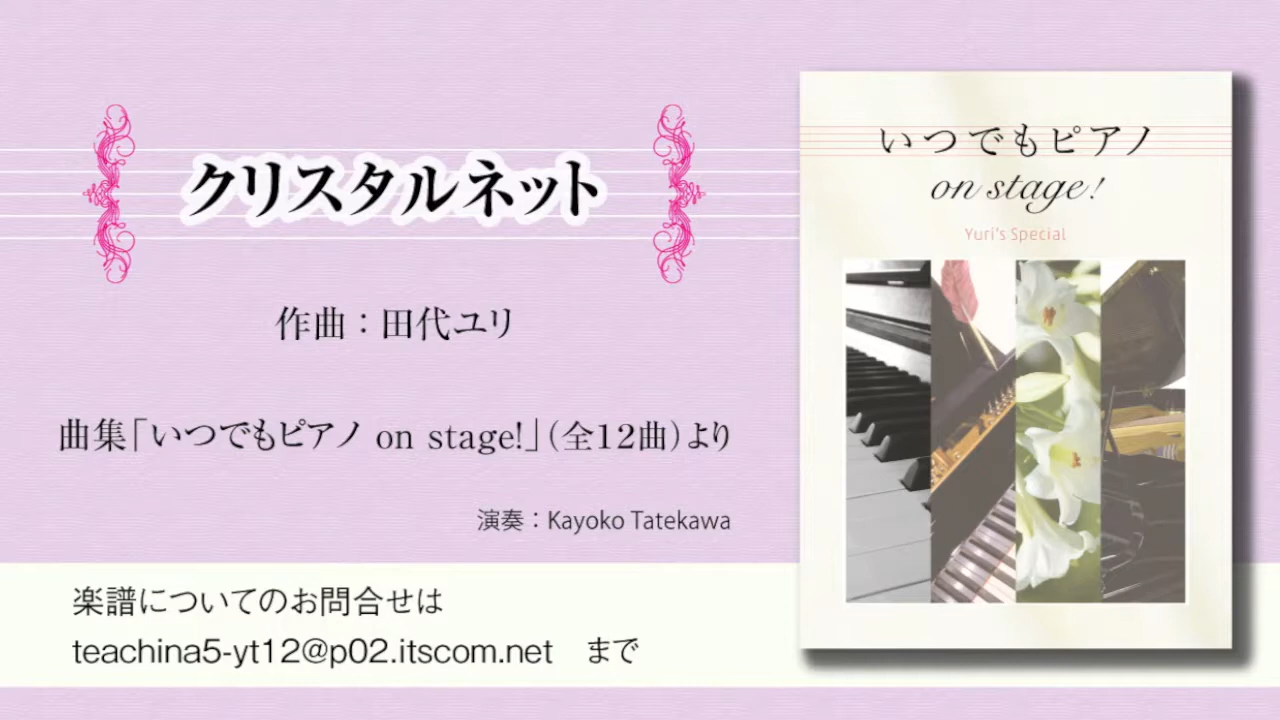 クリスタルネット
作曲：田代ユリ
曲集「いつでもピアノ on stage!」（全12曲）より
演奏：Kayoko Tatekawa
楽譜についてのお問合せは
teachina5-yt12@p02.itscom.net　まで
いつでもピアノ
on stage!
Yuri's Special